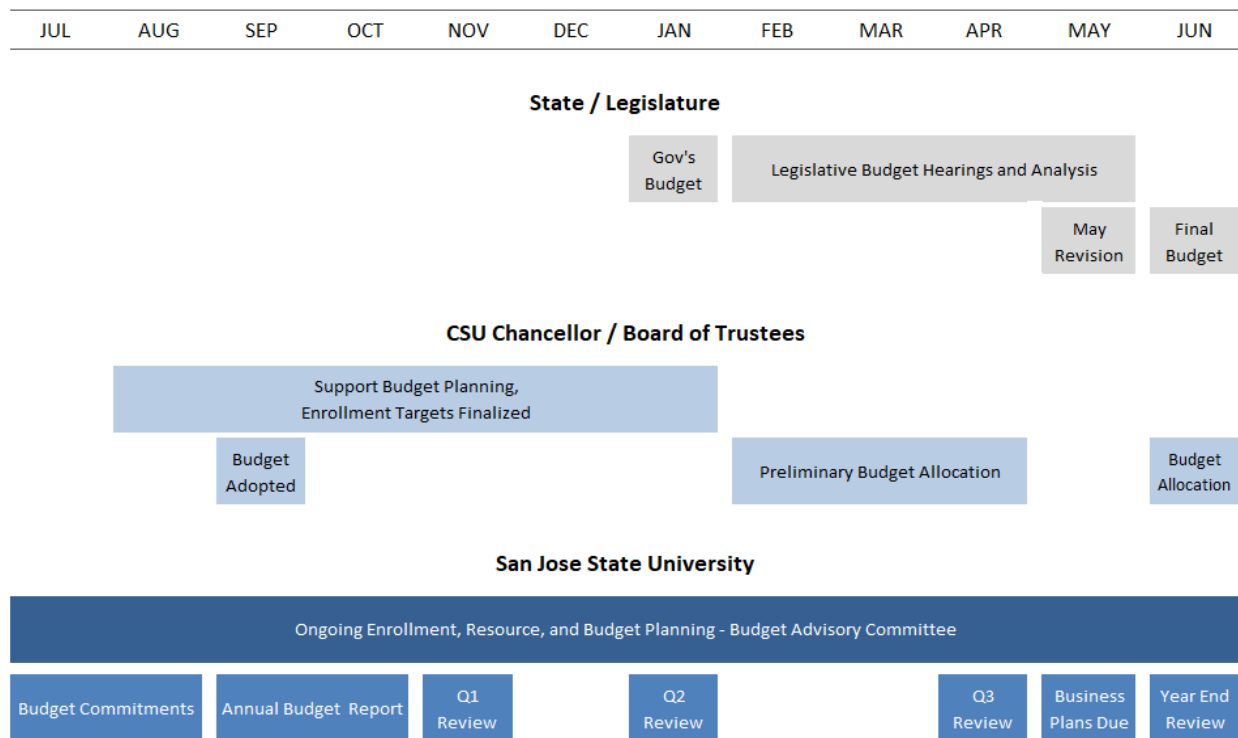 JUL AUG SEP OCT NOV DEC JAN FEB MAR APR MAY JUN
State / Legislature
Gov's
Budget
Legislative Budget Hearings and Analysis
May
Revision
Final
Budget
CSU Chancellor / Board of Trustees
Support Budget Planning,
Enrollment Targets Finalized
Budget
Adopted
Preliminary Budget Allocation
Budget
Allocation
San Jose State University
Ongoing Enrollment, Resource, and Budget Planning - Budget Advisory Committee
Budget Commitments
Annual Budget Report
Q1
Review
Q2
Review
Q3
Review
Business
Plans Due
Year End
Review